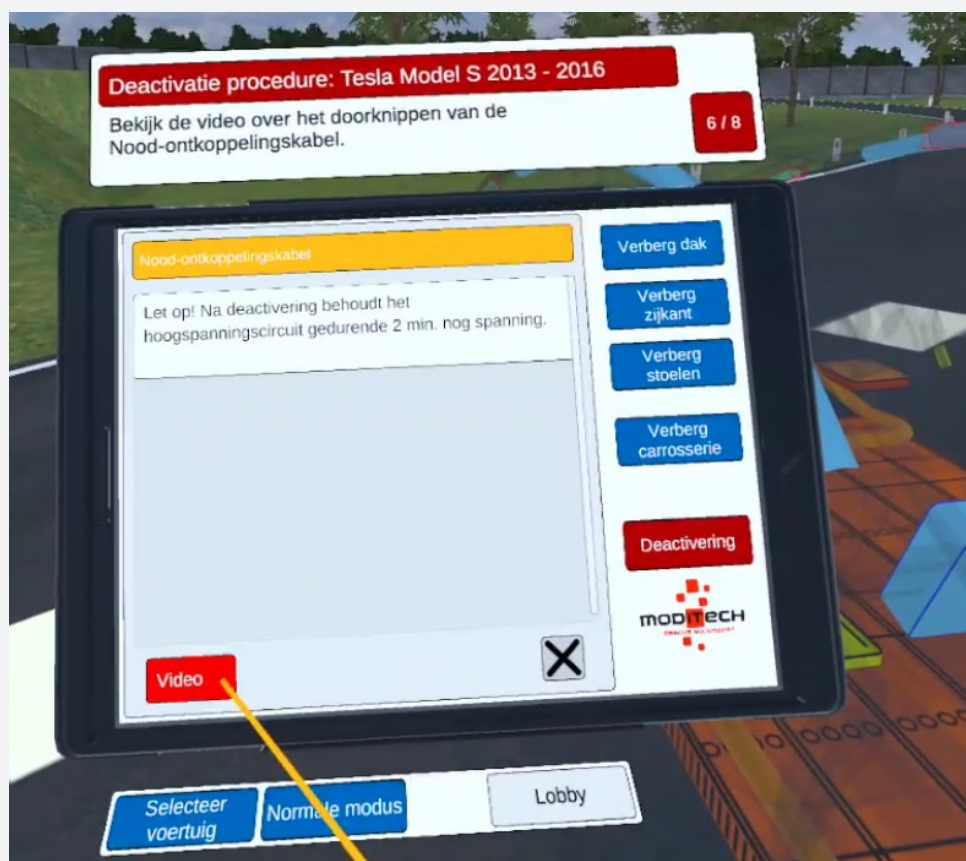 Deactivatie procedure: Tesla Model S 2013 - 2016
Bekijk de video over het doorknippen van de
Nood-ontkoppelingskabel.
6 / 8
Nood-ontkoppelingskabel
Let op! Na deactivering behoudt het
hoogspanningscircuit gedurende 2 min. nog spanning.
Verberg dak
Verberg
zijkant
Verberg
stoelen
Verberg
carrosserie
Deactivering
MODITECH
Video
Selecteer
voertuig
Normale modus
Lobby